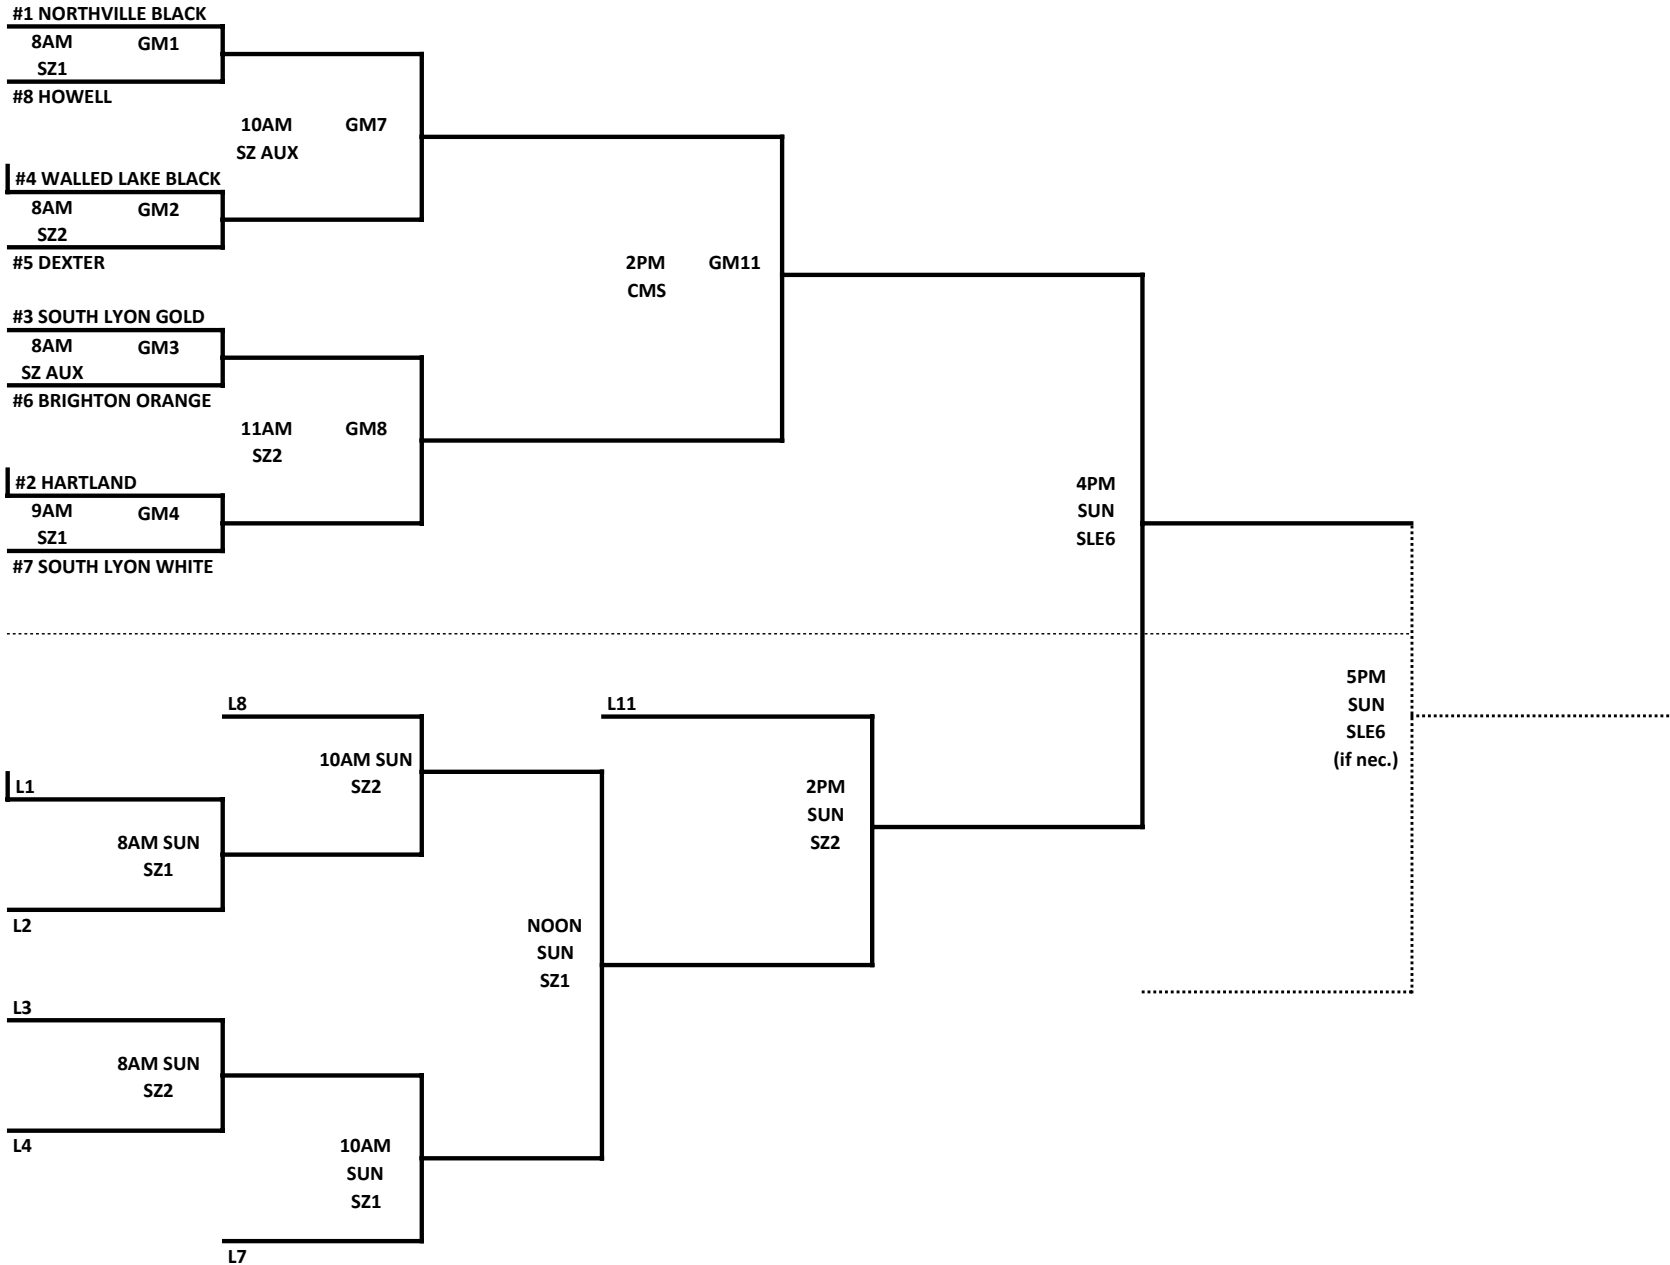 #1 NORTHVILLE BLACK
8AM GM1
SZ1
#8 HOWELL
10AM GM7
SZ AUX
#4 WALLED LAKE BLACK
8AM GM2
SZ2
#5 DEXTER
2PM GM11
CMS
#3 SOUTH LYON GOLD
8AM GM3
SZ AUX
#6 BRIGHTON ORANGE
11AM GM8
SZ2
#2 HARTLAND
9AM GM4
SZ1
#7 SOUTH LYON WHITE
4PM
SUN
SLE6
5PM
SUN
SLE6
(if nec.)
L8
L11
10AM SUN
SZ2
L1
2PM
SUN
SZ2
8AM SUN
SZ1
L2
NOON
SUN
SZ1
L3
8AM SUN
SZ2
L4
10AM
SUN
SZ1
L7